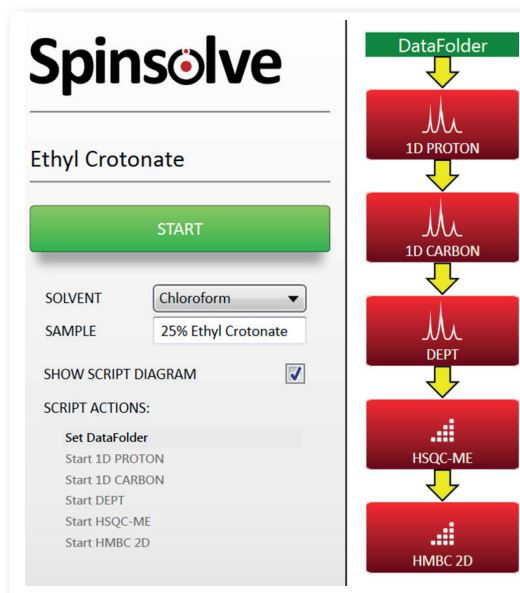 Spinsolve
Ethyl Crotonate
START
SOLVENT Chloroform
SAMPLE 25% Ethyl Crotonate
SHOW SCRIPT DIAGRAM
SCRIPT ACTIONS:
Set DataFolder
Start 1D PROTON
Start 1D CARBON
Start DEPT
Start HSQC-ME
Start HMBC 2D
DataFolder
1D PROTON
1D CARBON
DEPT
HSQC-ME
HMBC 2D